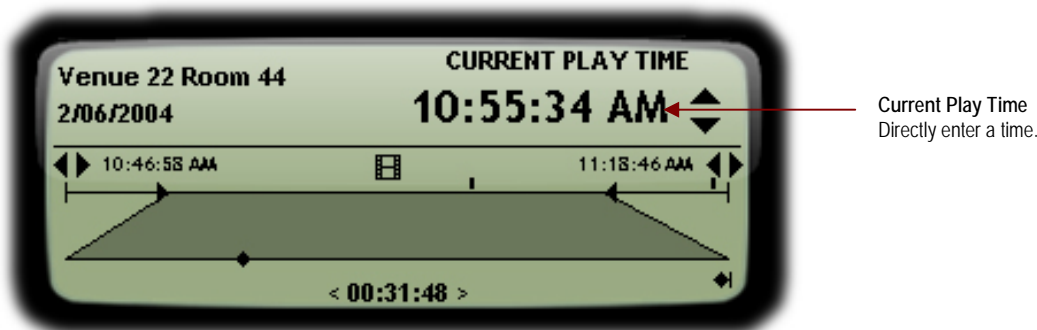 Venue 22 Room 44
2/06/2004
CURRENT PLAY TIME
10:55:34 AM
Current Play Time
Directly enter a time.
10:46:58 AM
11:18:46 AM
< 00:31:48 >